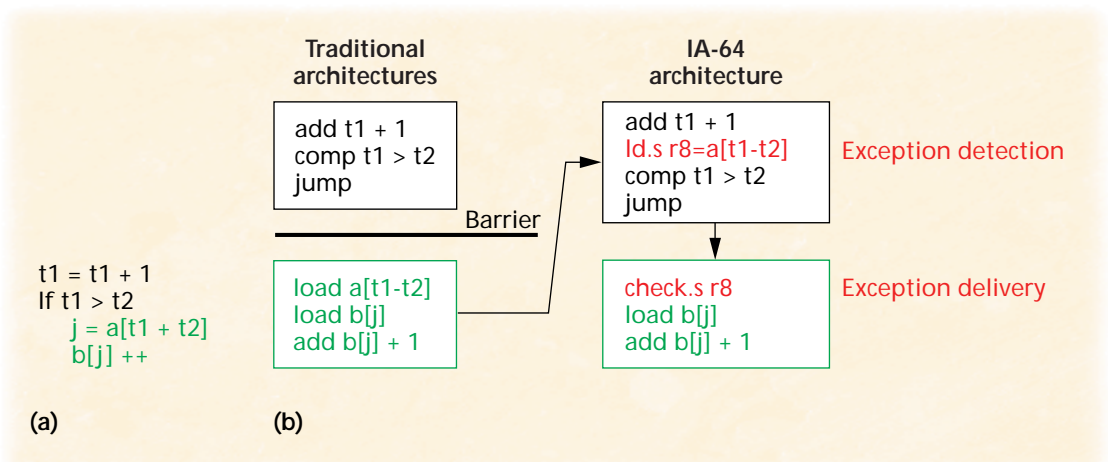 Traditional
architectures
add t1 + 1
comp t1 > t2
jump
Barrier
load a[t1-t2]
load b[j]
add b[j] + 1
IA-64
architecture
add t1 + 1
ld.s r8=a[t1-t2]
comp t1 > t2
jump
Exception detection
check.s r8
load b[j]
add b[j] + 1
Exception delivery
t1 = t1 + 1
If t1 > t2
j = a[t1 + t2]
b[j] ++
(a)
(b)